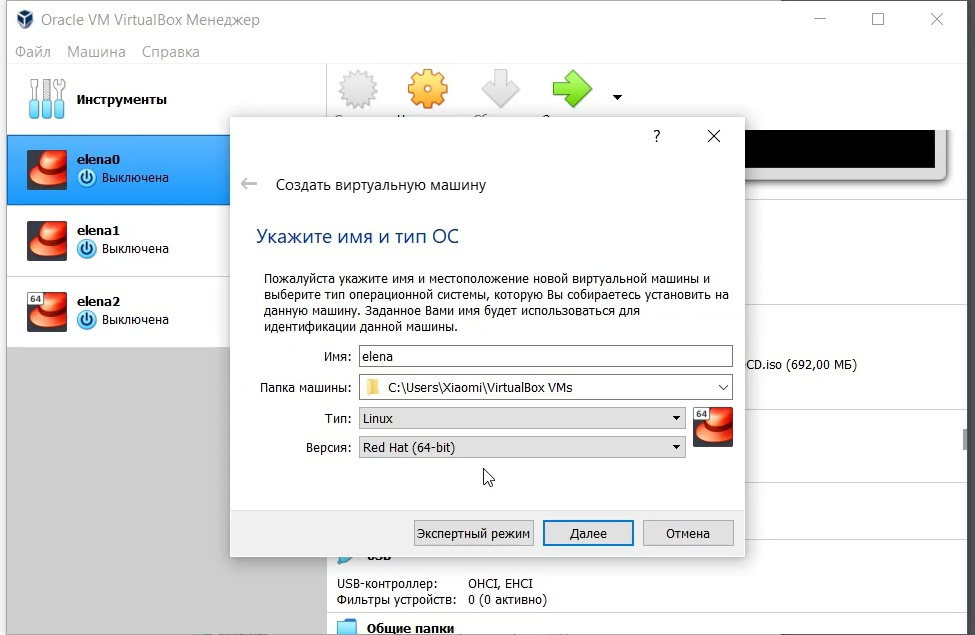 Oracle VM VirtualBox Менеджер
Файл Машина Справка
Инструменты
elena0
Выключена
elena1
Выключена
64
elena2
Выключена
?
Создать виртуальную машину
Укажите имя и тип ОС
Пожалуйста укажите имя и местоположение новой виртуальной машины и
выберите тип операционной системы, которую Вы собираетесь установить на
данную машину. Заданное Вами имя будет использоваться для
идентификации данной машины.
Имя: elena
Папка машины: C:\Users\Xiaomi\VirtualBox VMs
Тип: Linux
64
Версия: Red Hat (64-bit)
Экспертный режим Далее Отмена
CD.iso (692,00 МБ)
USB
USB-контроллер: OHCI, EHCI
Фильтры устройств: 0 (0 активно)
Общие папки